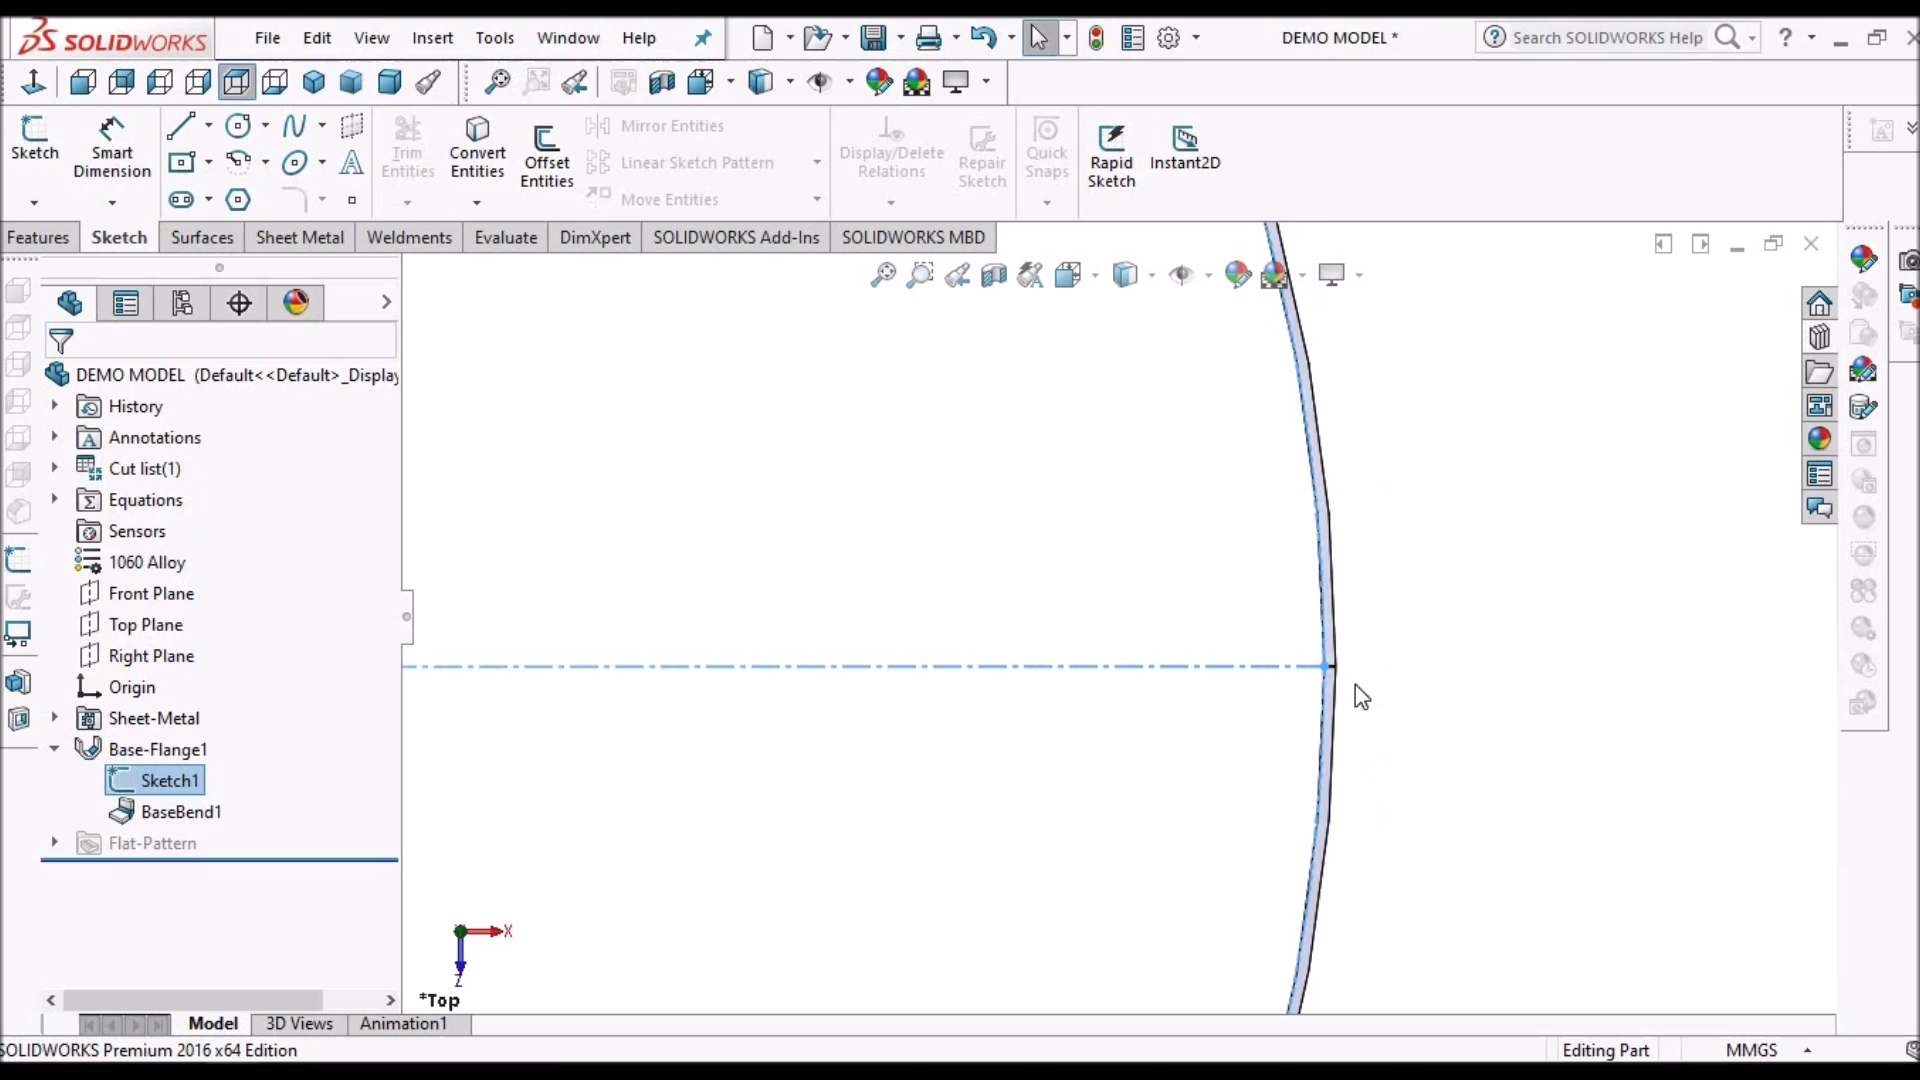 SOLIDWORKS File Edit View Insert Tools Window Help DEMO MODEL * Search SOLIDWORKS Help ?
Sketch Smart Dimension Trim Entities Convert Entities Offset Entities Mirror Entities Linear Sketch Pattern Move Entities Display/Delete Relations Repair Sketch Quick Snaps Rapid Sketch Instant2D
Features Sketch Surfaces Sheet Metal Weldments Evaluate DimXpert SOLIDWORKS Add-Ins SOLIDWORKS MBD
DEMO MODEL (Default<<Default>_Display
History
Annotations
Cut list(1)
Equations
Sensors
1060 Alloy
Front Plane
Top Plane
Right Plane
Origin
Sheet-Metal
Base-Flange1
Sketch1
BaseBend1
Flat-Pattern
X
Z
*Top
Model 3D Views Animation1
SOLIDWORKS Premium 2016 x64 Edition Editing Part MMGS